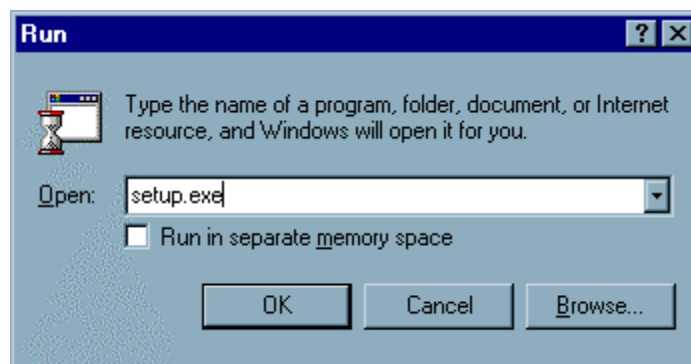 Run
Type the name of a program, folder, document, or Internet
resource, and Windows will open it for you.
Open: setup.exe
Run in separate memory space
OK Cancel Browse...